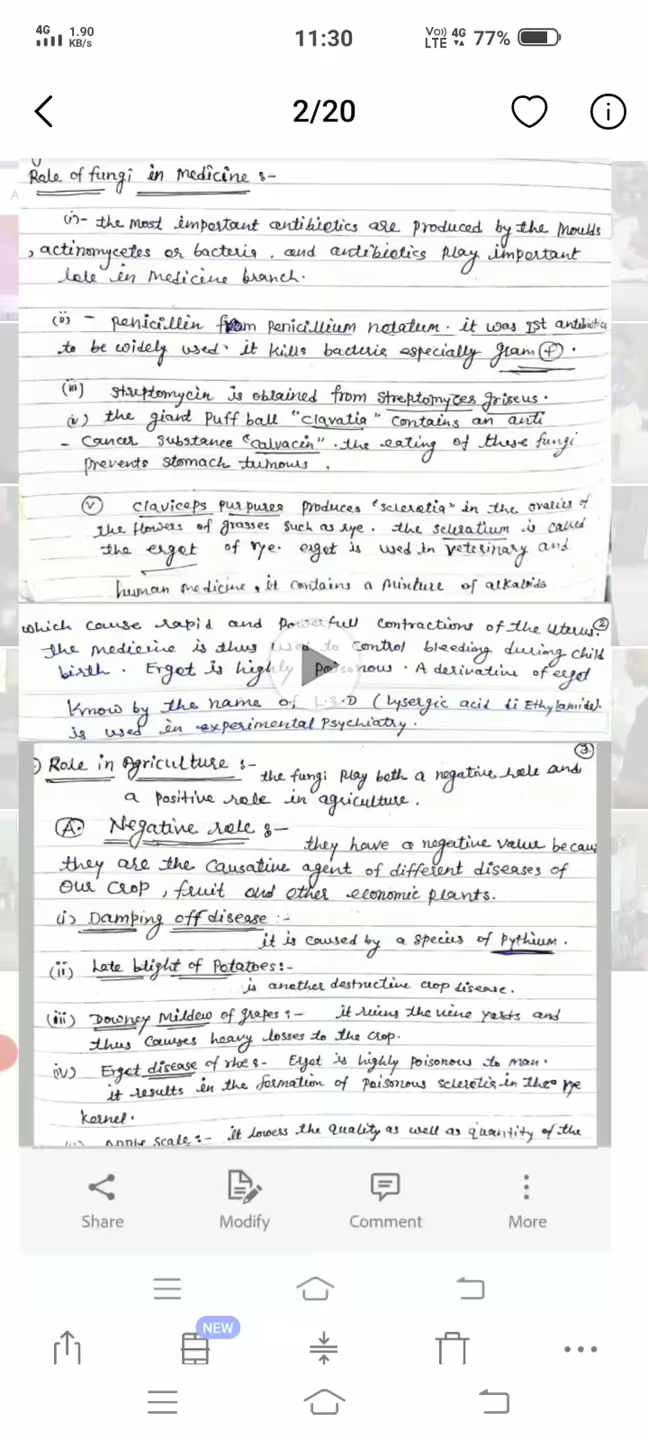 4G 1.90 KB/s 11:30 Vo)) LTE 4G 77%
2/20
Role of fungi in Medicine :-
(i)- the most important antibiotics are produced by the Moulds
, actinomycetes or bacteria, and antibiotics Play important
role in Medicine branch.
(ii) - penicillin from penicillium notatum. it was Ist antibiotics
to be widely used. it kills bacteria especially gram (+).
(iii) Streptomycin is obtained from Streptomyces griseus.
(v) the giant Puff ball "Clavatia" contains an anti
- Cancer substance "Calvacin". the eating of these fungi
prevents stomach tumours.
(v) Claviceps purpurea produces "scleratia" in the ovaries of
the flowers of grasses such as rye. the scleratium is called
the ergot of rye. ergot is used in veterinary and
human medicine, it contains a mixture of alkaloids
which cause rapid and Powerfull contractions of the Uterus. (2)
the medicine is thus used to control bleeding during child
birth. Ergot is highly Poisonous. A derivative of ergot
Know by the name of L.S.D (lysergic acid di Ethylamide).
is used in experimental Psychiatry.
(3)
) Role in Agriculture :- the fungi Play both a negative role and
a positive role in agriculture.
(A.) Negative role :-
they have a negative value becau
they are the Causative agent of different diseases of
Our Crop, fruit and other economic plants.
(i) Damping off disease :-
it is caused by a species of Pythium.
(ii) Late blight of Potatoes:-
is another destructive crop disease.
(iii) Downey Mildew of grapes :- it ruins the vine yards and
thus Causes heavy losses to the crop.
iv) Ergot disease of rhe :- Ergot is highly poisonous to man.
it results in the formation of poisonous scleretia in the rye
Kernel.
Apple Scale :- it lowers the quality as well as quantity of the
Share Modify Comment More
NEW